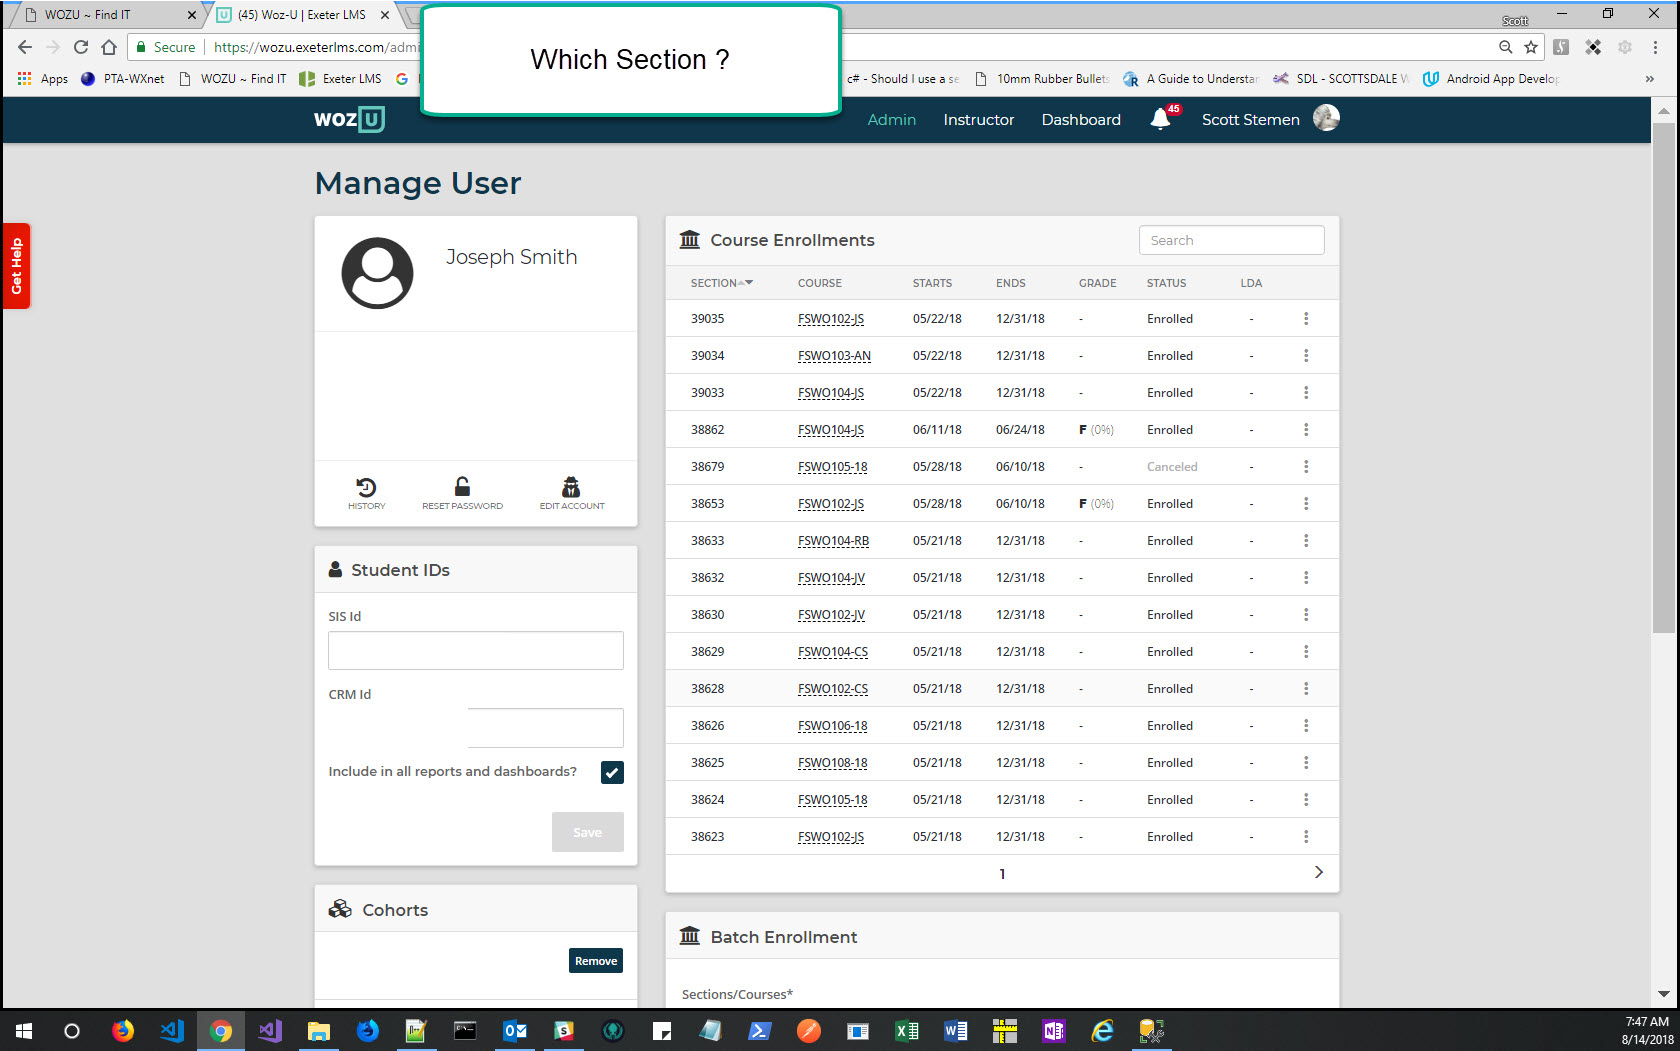 WOZU ~ Find IT
(45) Woz-U | Exeter LMS
Scott
Secure
https://wozu.exeterlms.com/admi
Which Section ?
Apps
PTA-WXnet
WOZU ~ Find IT
Exeter LMS
c# - Should I use a se
10mm Rubber Bullets
A Guide to Understar
SDL - SCOTTSDALE
Android App Develop
WOZ U
Admin
Instructor
Dashboard
45
Scott Stemen
Get Help
Manage User
Joseph Smith
HISTORY
RESET PASSWORD
EDIT ACCOUNT
Student IDs
SIS Id
CRM Id
Include in all reports and dashboards?
Save
Cohorts
Remove
Course Enrollments
Search
SECTION COURSE STARTS ENDS GRADE STATUS LDA
39035 FSWO102-JS 05/22/18 12/31/18 - Enrolled -
39034 FSWO103-AN 05/22/18 12/31/18 - Enrolled -
39033 FSWO104-JS 05/22/18 12/31/18 - Enrolled -
38862 FSWO104-JS 06/11/18 06/24/18 F (0%) Enrolled -
38679 FSWO105-18 05/28/18 06/10/18 - Canceled -
38653 FSWO102-JS 05/28/18 06/10/18 F (0%) Enrolled -
38633 FSWO104-RB 05/21/18 12/31/18 - Enrolled -
38632 FSWO104-JV 05/21/18 12/31/18 - Enrolled -
38630 FSWO102-JV 05/21/18 12/31/18 - Enrolled -
38629 FSWO104-CS 05/21/18 12/31/18 - Enrolled -
38628 FSWO102-CS 05/21/18 12/31/18 - Enrolled -
38626 FSWO106-18 05/21/18 12/31/18 - Enrolled -
38625 FSWO108-18 05/21/18 12/31/18 - Enrolled -
38624 FSWO105-18 05/21/18 12/31/18 - Enrolled -
38623 FSWO102-JS 05/21/18 12/31/18 - Enrolled -
1
Batch Enrollment
Sections/Courses*
7:47 AM
8/14/2018